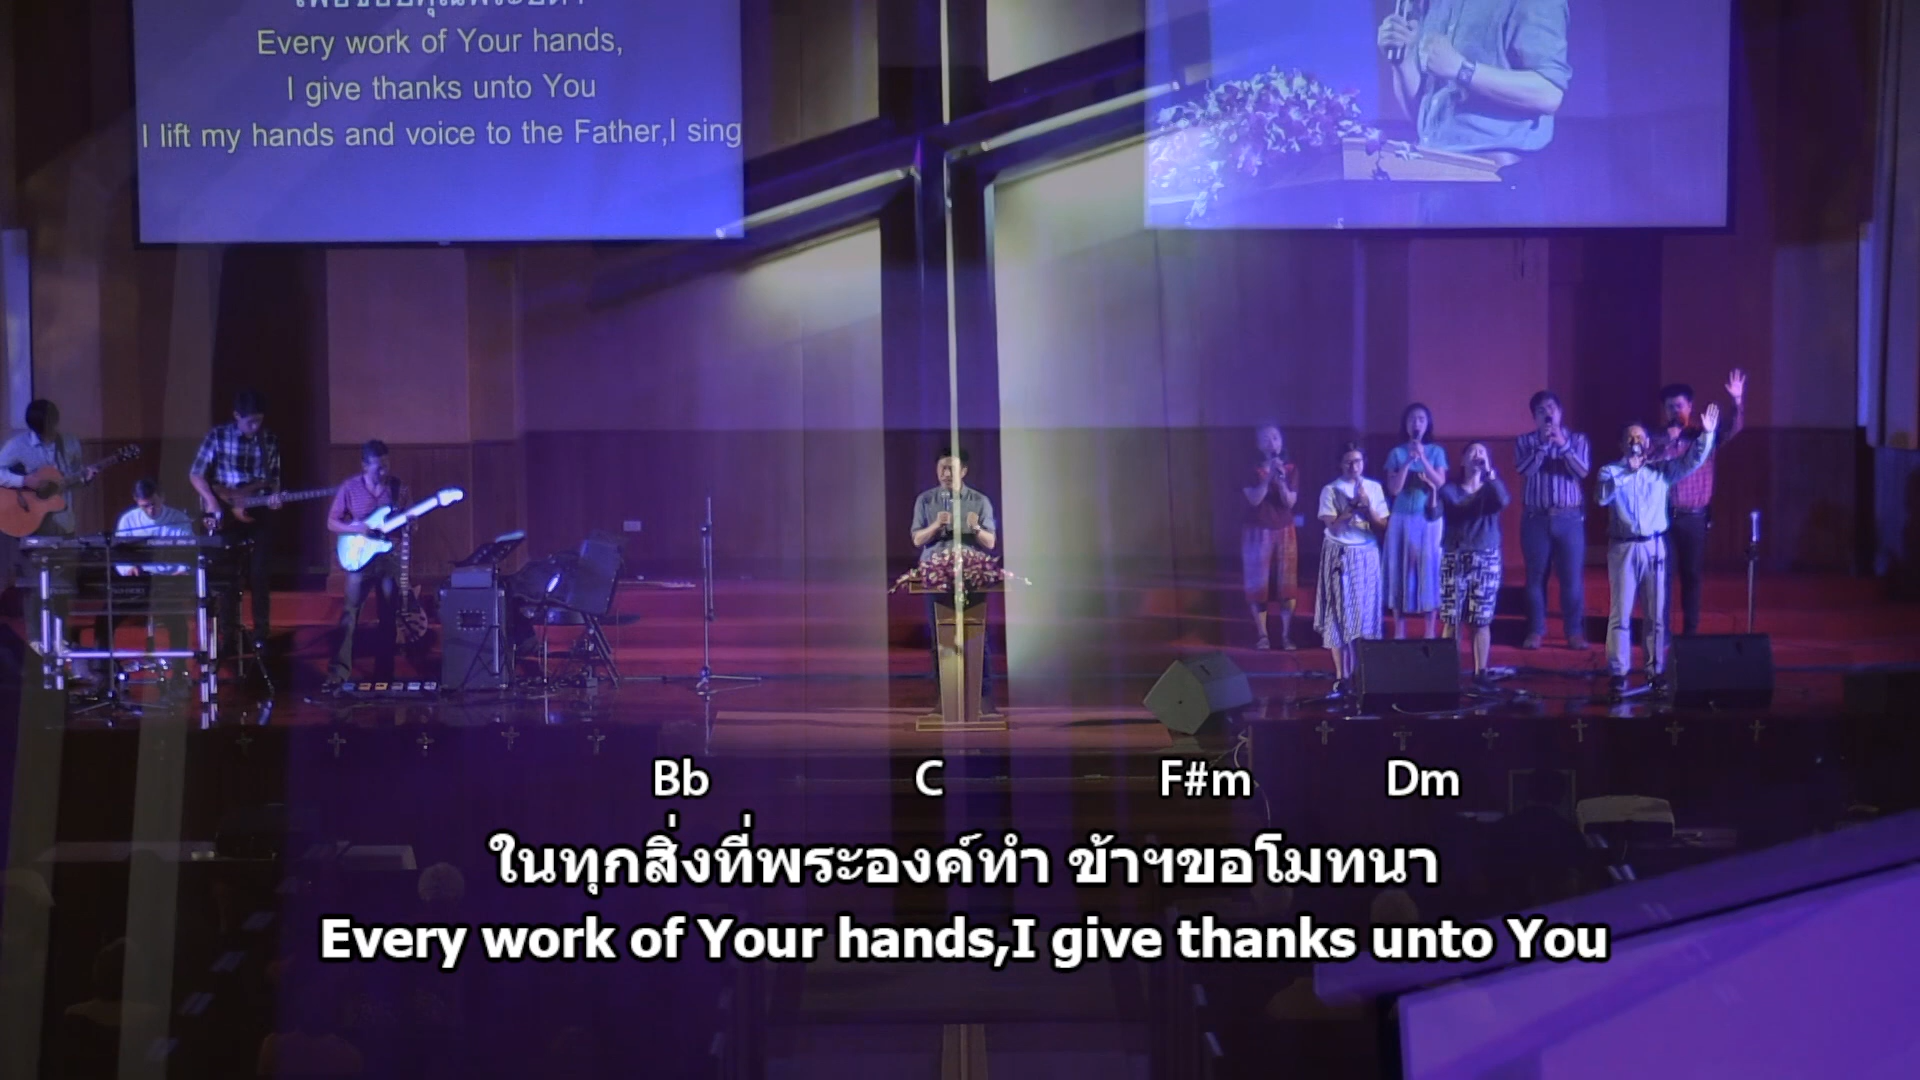 Every work of Your hands,
I give thanks unto You
I lift my hands and voice to the Father,I sing
Bb C F#m Dm
ในทุกสิ่งที่พระองค์ทำ ข้าฯขอโมทนา
Every work of Your hands,I give thanks unto You